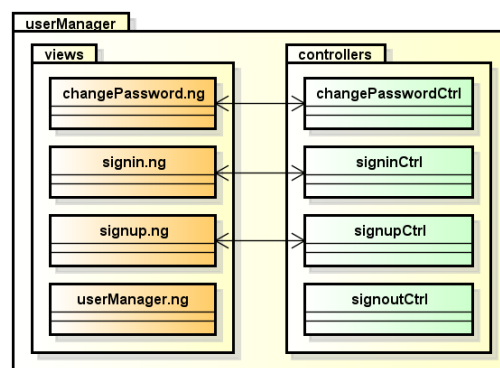 userManager
views
controllers
changePassword.ng
changePasswordCtrl
signin.ng
signinCtrl
signup.ng
signupCtrl
userManager.ng
signoutCtrl